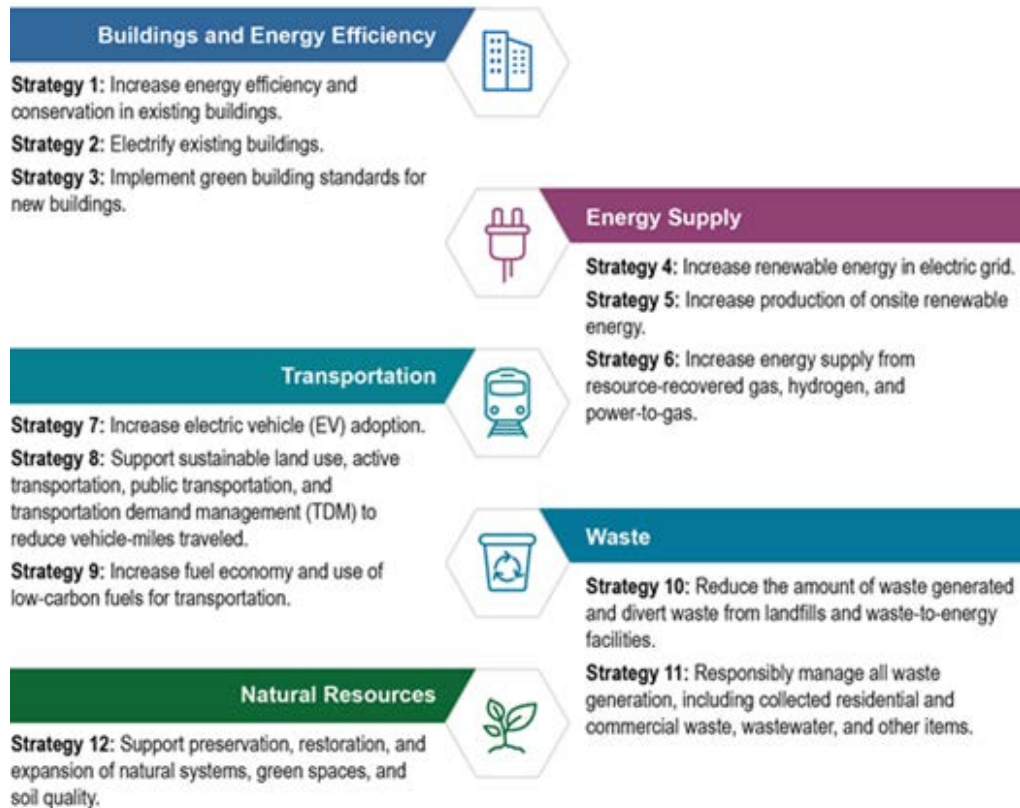 Buildings and Energy Efficiency
Strategy 1: Increase energy efficiency and
conservation in existing buildings.
Strategy 2: Electrify existing buildings.
Strategy 3: Implement green building standards for
new buildings.
Energy Supply
Strategy 4: Increase renewable energy in electric grid.
Strategy 5: Increase production of onsite renewable
energy.
Strategy 6: Increase energy supply from
resource-recovered gas, hydrogen, and
power-to-gas.
Transportation
Strategy 7: Increase electric vehicle (EV) adoption.
Strategy 8: Support sustainable land use, active
transportation, public transportation, and
transportation demand management (TDM) to
reduce vehicle-miles traveled.
Strategy 9: Increase fuel economy and use of
low-carbon fuels for transportation.
Waste
Strategy 10: Reduce the amount of waste generated
and divert waste from landfills and waste-to-energy
facilities.
Strategy 11: Responsibly manage all waste
generation, including collected residential and
commercial waste, wastewater, and other items.
Natural Resources
Strategy 12: Support preservation, restoration, and
expansion of natural systems, green spaces, and
soil quality.